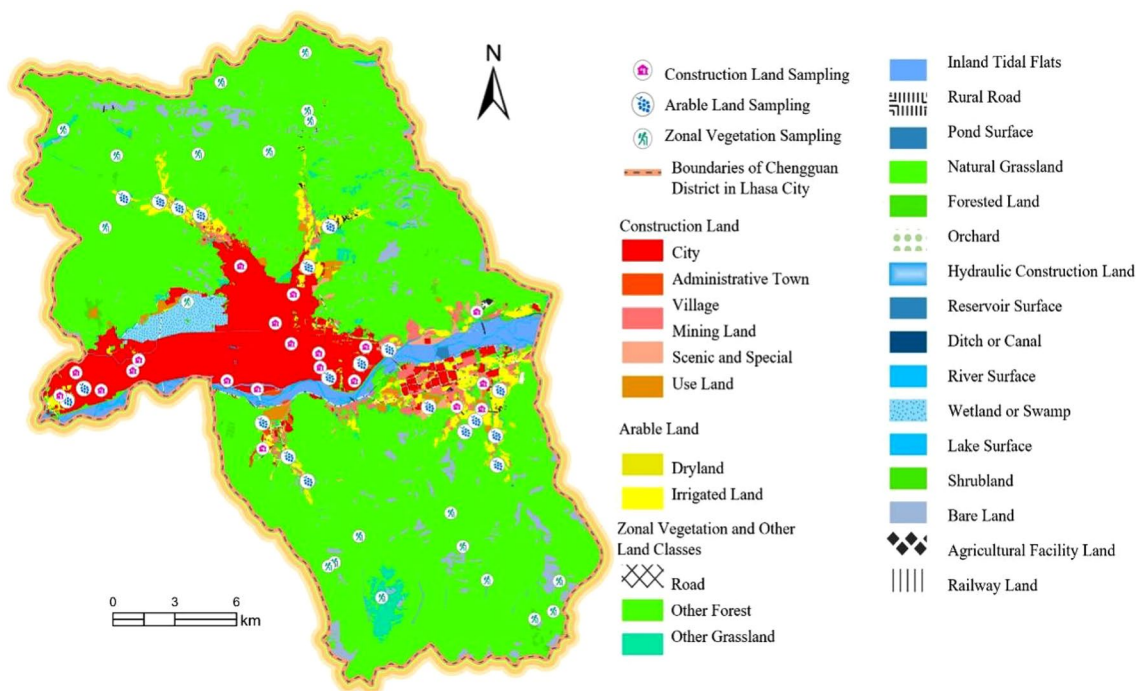 N
0
3
6
km
Construction Land Sampling
Arable Land Sampling
Zonal Vegetation Sampling
Boundaries of Chengguan
District in Lhasa City
Construction Land
City
Administrative Town
Village
Mining Land
Scenic and Special
Use Land
Arable Land
Dryland
Irrigated Land
Zonal Vegetation and Other
Land Classes
Road
Other Forest
Other Grassland
Inland Tidal Flats
Rural Road
Pond Surface
Natural Grassland
Forested Land
Orchard
Hydraulic Construction Land
Reservoir Surface
Ditch or Canal
River Surface
Wetland or Swamp
Lake Surface
Shrubland
Bare Land
Agricultural Facility Land
Railway Land